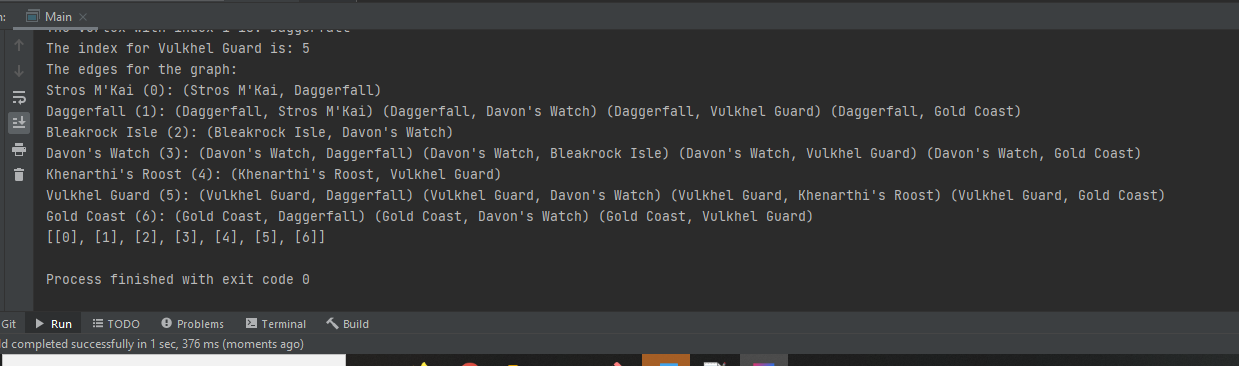 n:
Main
The vertex with index 1 is: Daggerfall
The index for Vulkhel Guard is: 5
The edges for the graph:
Stros M'Kai (0): (Stros M'Kai, Daggerfall)
Daggerfall (1): (Daggerfall, Stros M'Kai) (Daggerfall, Davon's Watch) (Daggerfall, Vulkhel Guard) (Daggerfall, Gold Coast)
Bleakrock Isle (2): (Bleakrock Isle, Davon's Watch)
Davon's Watch (3): (Davon's Watch, Daggerfall) (Davon's Watch, Bleakrock Isle) (Davon's Watch, Vulkhel Guard) (Davon's Watch, Gold Coast)
Khenarthi's Roost (4): (Khenarthi's Roost, Vulkhel Guard)
Vulkhel Guard (5): (Vulkhel Guard, Daggerfall) (Vulkhel Guard, Davon's Watch) (Vulkhel Guard, Khenarthi's Roost) (Vulkhel Guard, Gold Coast)
Gold Coast (6): (Gold Coast, Daggerfall) (Gold Coast, Davon's Watch) (Gold Coast, Vulkhel Guard)
[[0], [1], [2], [3], [4], [5], [6]]
Process finished with exit code 0
Git Run TODO Problems Terminal Build
ld completed successfully in 1 sec, 376 ms (moments ago)